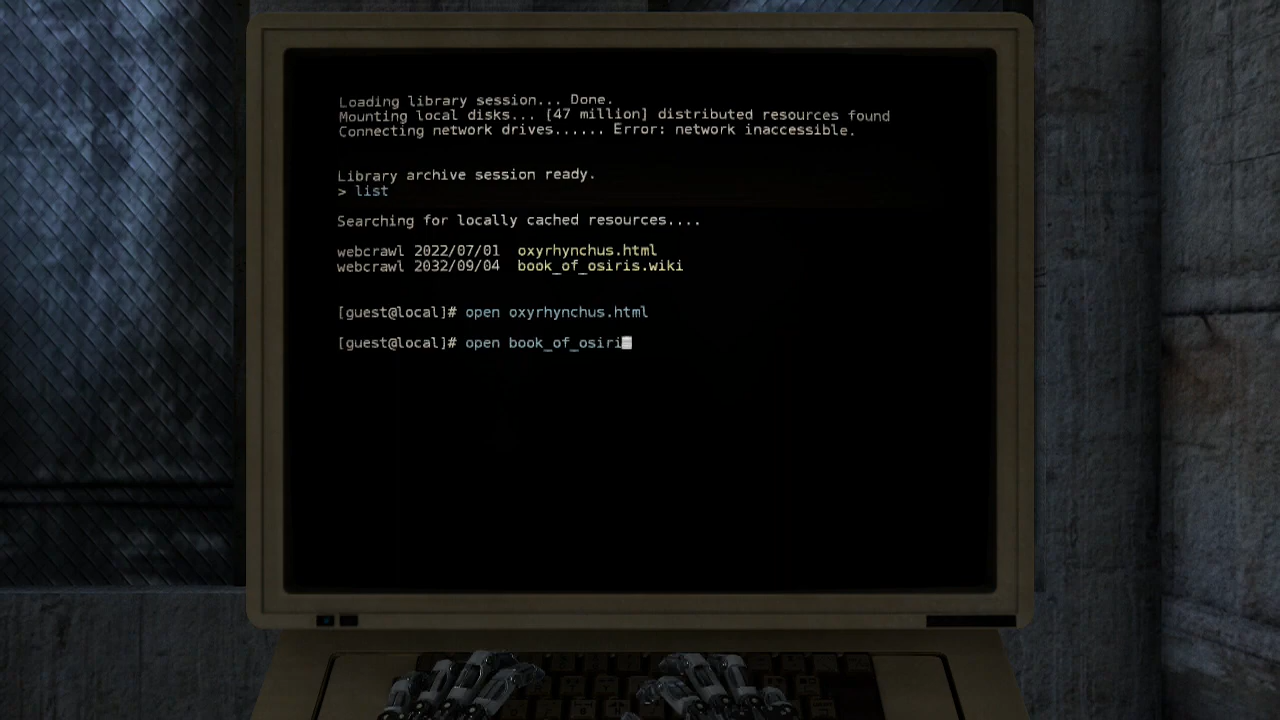 Loading library session... Done.
Mounting local disks... [47 million] distributed resources found
Connecting network drives...... Error: network inaccessible.
Library archive session ready.
> list
Searching for locally cached resources....
webcrawl 2022/07/01  oxyrhynchus.html
webcrawl 2032/09/04  book_of_osiris.wiki
[guest@local]# open oxyrhynchus.html
[guest@local]# open book_of_osiri